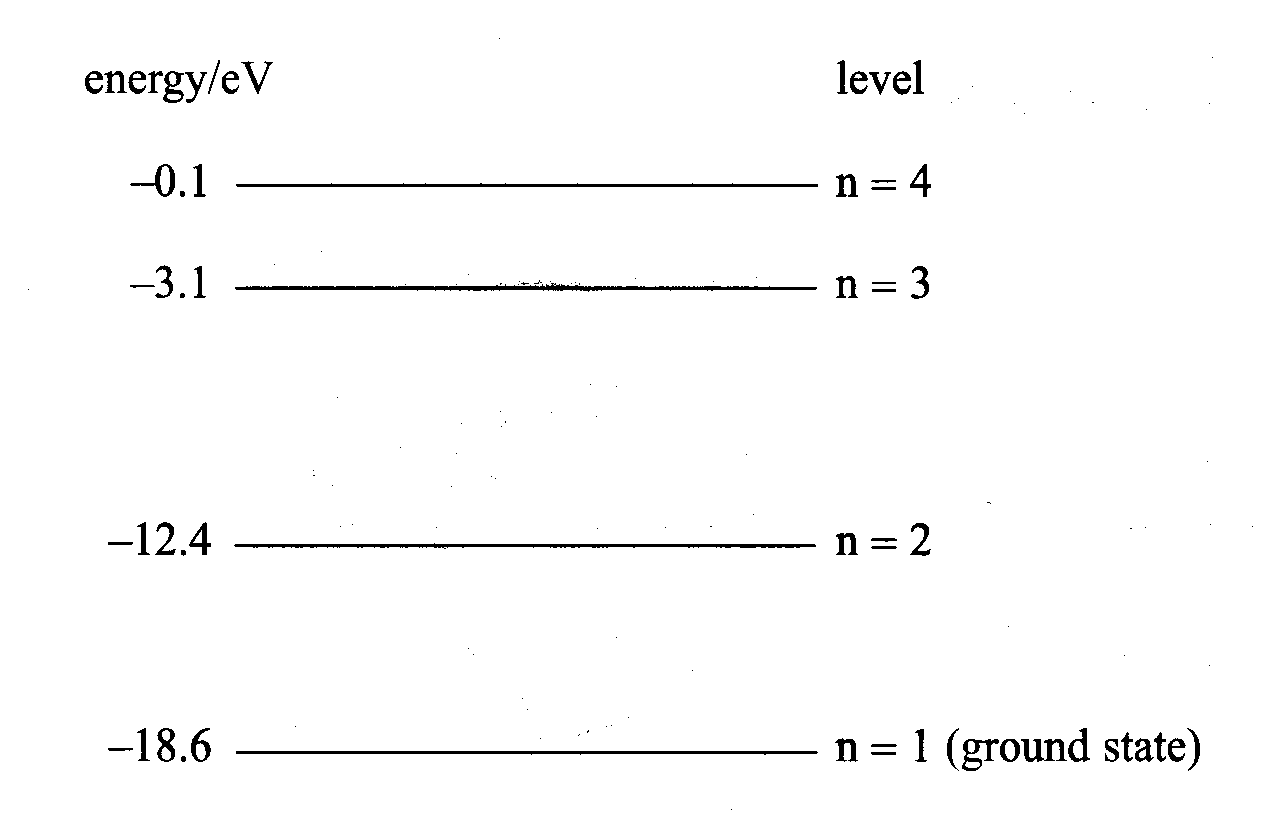 energy/eV level
–0.1 n = 4
–3.1 n = 3
–12.4 n = 2
–18.6 n = 1 (ground state)